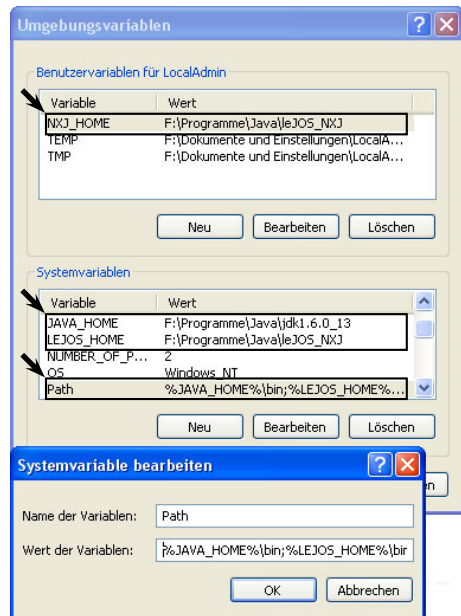 Umgebungsvariablen
Benutzervariablen für LocalAdmin
Variable Wert
NXJ_HOME F:\Programme\Java\leJOS_NXJ
TEMP F:\Dokumente und Einstellungen\LocalA...
TMP F:\Dokumente und Einstellungen\LocalA...
Neu Bearbeiten Löschen
Systemvariablen
Variable Wert
JAVA_HOME F:\Programme\Java\jdk1.6.0_13
LEJOS_HOME F:\Programme\Java\leJOS_NXJ
NUMBER_OF_P... 2
OS Windows_NT
Path %JAVA_HOME%\bin;%LEJOS_HOME%...
Neu Bearbeiten Löschen
Systemvariable bearbeiten
Name der Variablen: Path
Wert der Variablen: %JAVA_HOME%\bin;%LEJOS_HOME%\bin
OK Abbrechen